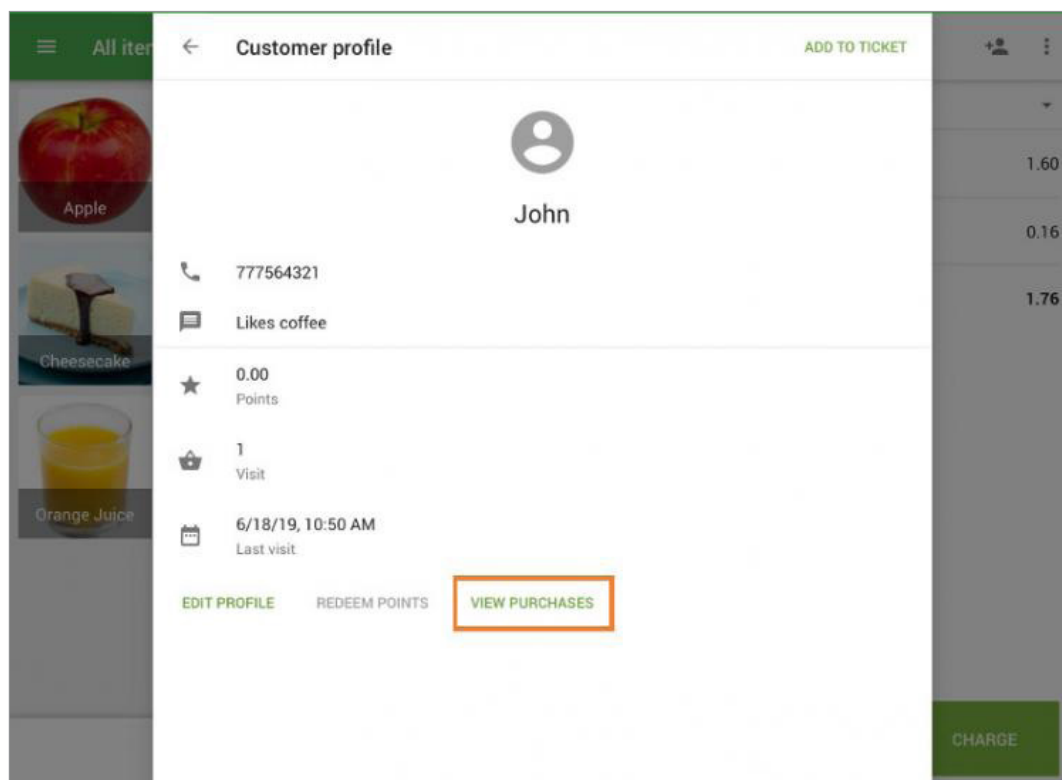 All iter
Customer profile
ADD TO TICKET
John
777564321
Likes coffee
0.00
Points
1
Visit
6/18/19, 10:50 AM
Last visit
EDIT PROFILE
REDEEM POINTS
VIEW PURCHASES
Apple
Cheesecake
Orange Juice
1.60
0.16
1.76
CHARGE